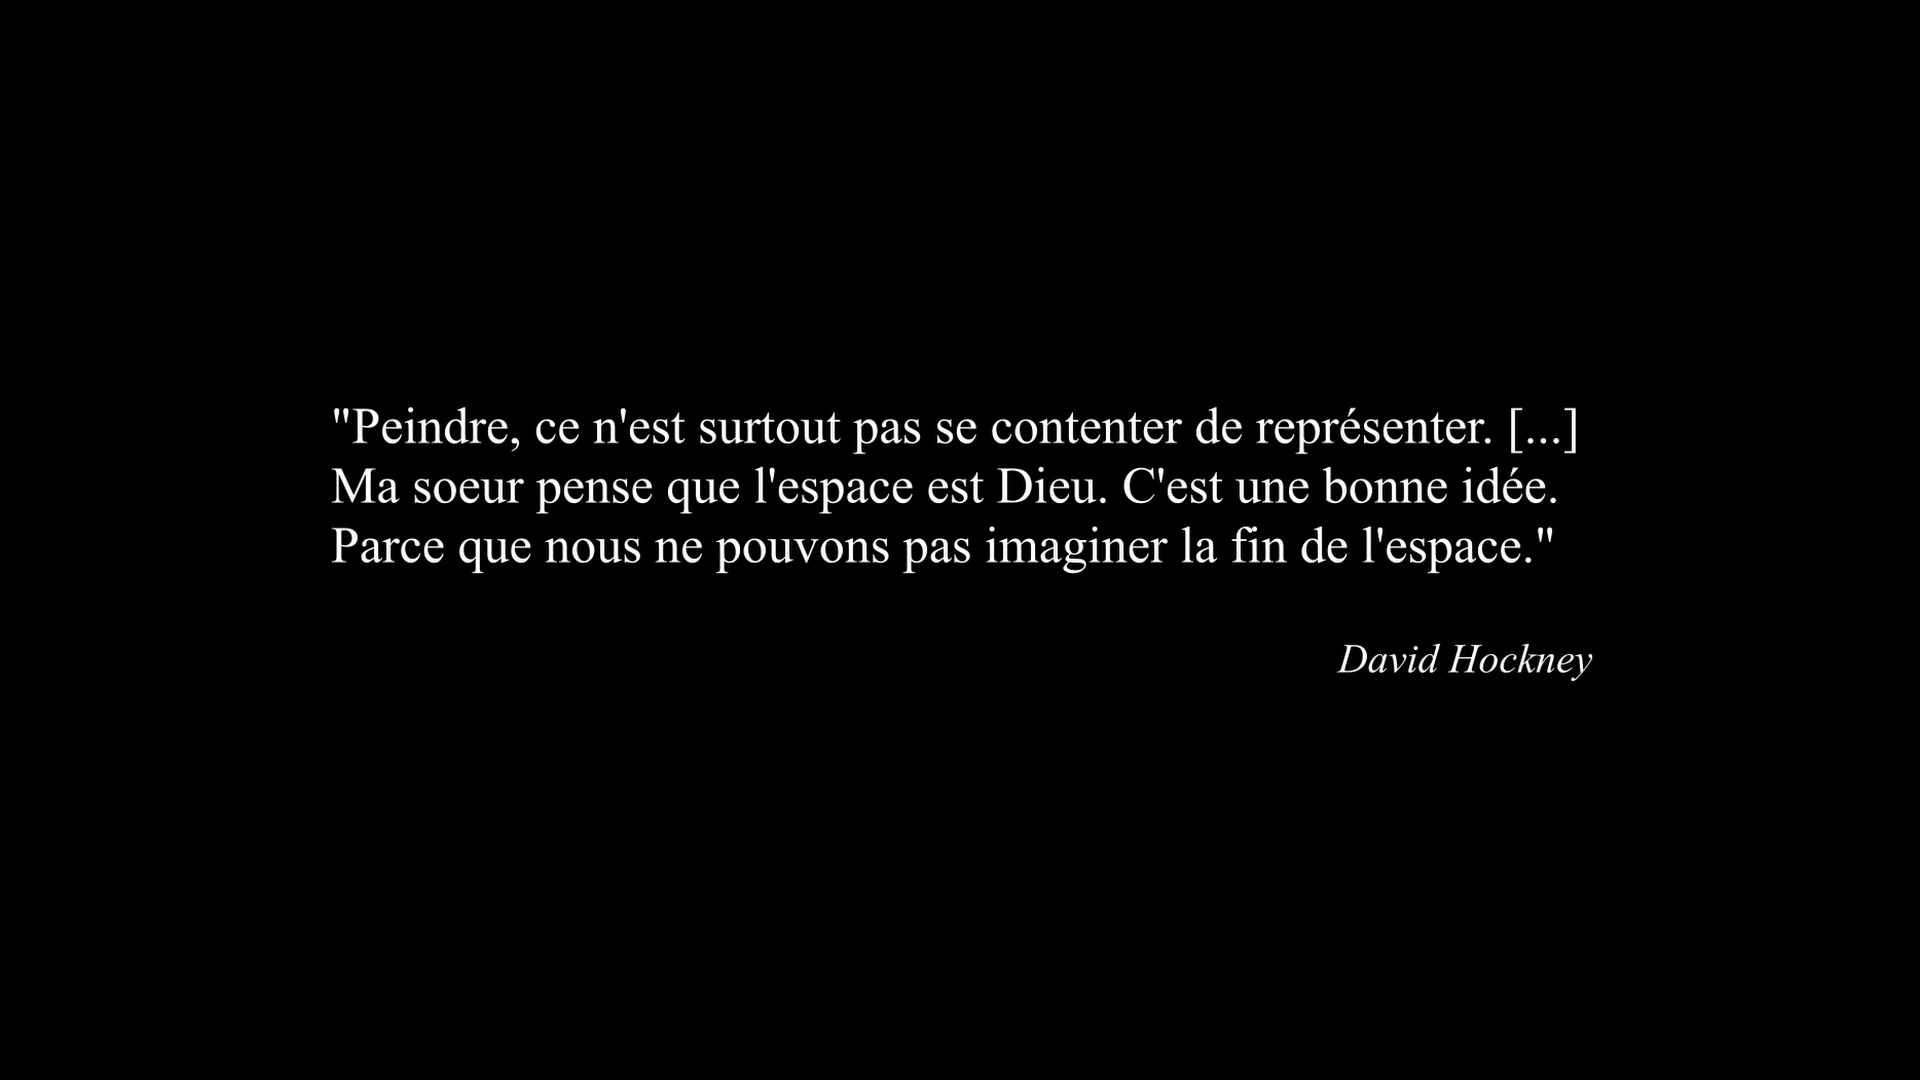 "Peindre, ce n'est surtout pas se contenter de représenter. [...]
Ma soeur pense que l'espace est Dieu. C'est une bonne idée.
Parce que nous ne pouvons pas imaginer la fin de l'espace."
David Hockney